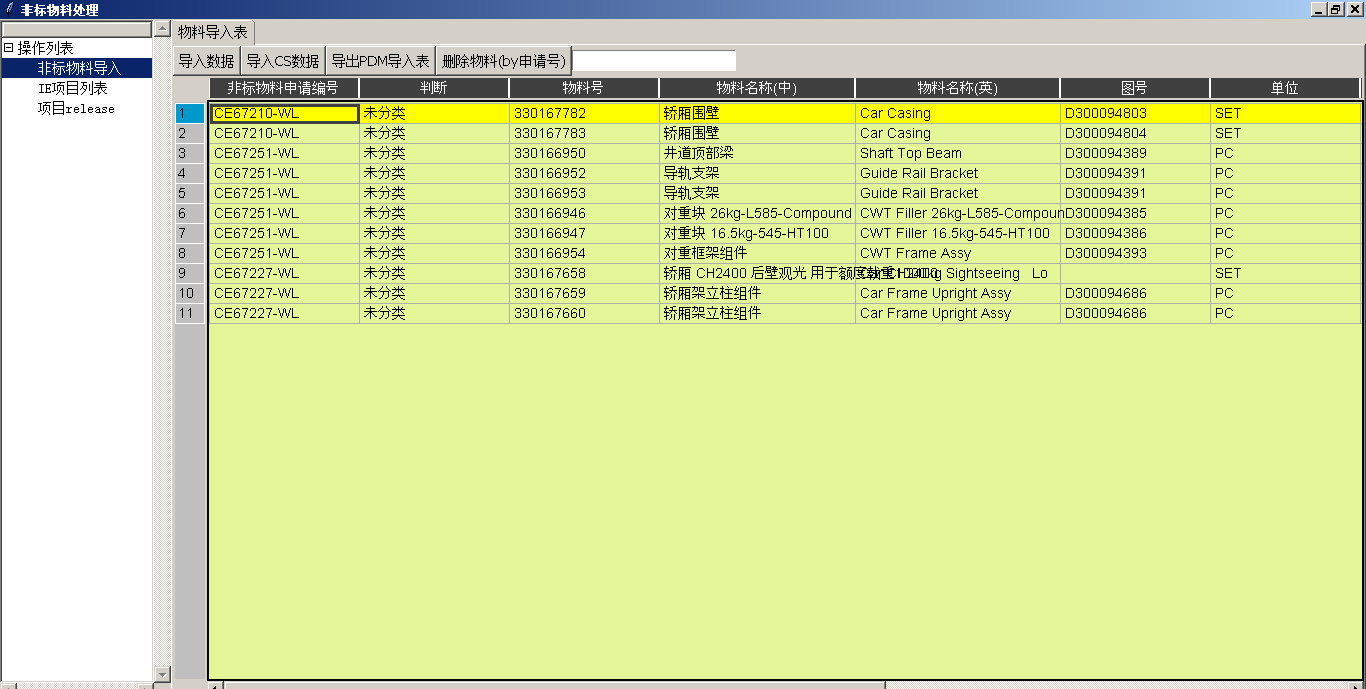 非标物料处理
物料导入表
操作列表
非标物料导入
IE项目列表
项目release
导入数据 导入CS数据 导出PDM导入表 删除物料(by申请号)
非标物料申请编号 判断 物料号 物料名称(中) 物料名称(英) 图号 单位
1 CE67210-WL 未分类 330167782 轿厢围壁 Car Casing D300094803 SET
2 CE67210-WL 未分类 330167783 轿厢围壁 Car Casing D300094804 SET
3 CE67251-WL 未分类 330166950 井道顶部梁 Shaft Top Beam D300094389 PC
4 CE67251-WL 未分类 330166952 导轨支架 Guide Rail Bracket D300094391 PC
5 CE67251-WL 未分类 330166953 导轨支架 Guide Rail Bracket D300094391 PC
6 CE67251-WL 未分类 330166946 对重块 26kg-L585-Compound CWT Filler 26kg-L585-Compoun D300094385 PC
7 CE67251-WL 未分类 330166947 对重块 16.5kg-545-HT100 CWT Filler 16.5kg-545-HT100 D300094386 PC
8 CE67251-WL 未分类 330166954 对重框架组件 CWT Frame Assy D300094393 PC
9 CE67227-WL 未分类 330167658 轿厢 CH2400 后壁观光 用于额度载重 Sightseeing Lo SET
10 CE67227-WL 未分类 330167659 轿厢架立柱组件 Car Frame Upright Assy D300094686 PC
11 CE67227-WL 未分类 330167660 轿厢架立柱组件 Car Frame Upright Assy D300094686 PC